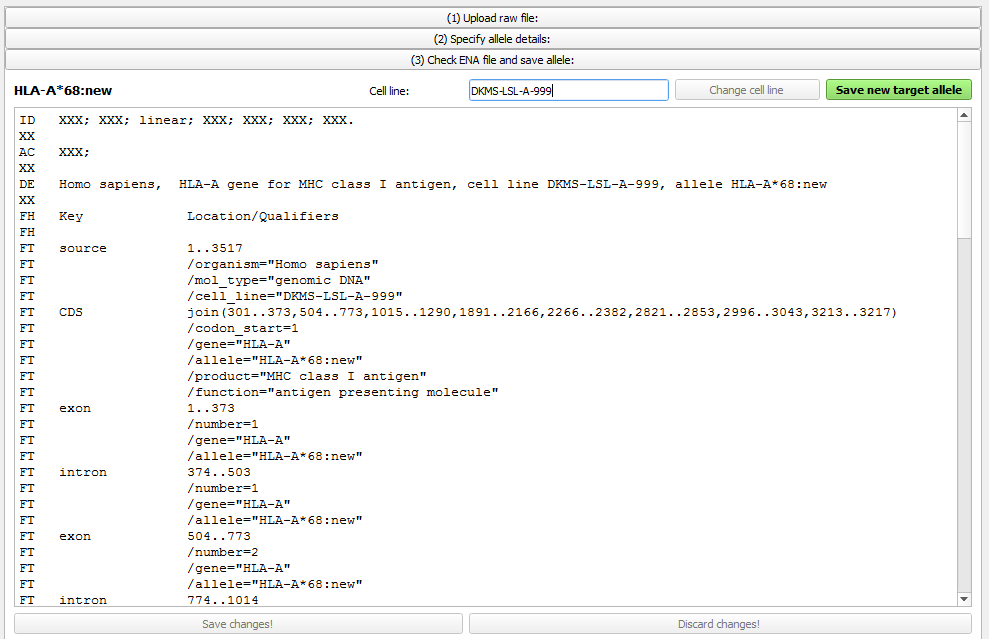 (1) Upload raw file:
(2) Specify allele details:
(3) Check ENA file and save allele:
HLA-A*68:new Cell line: DKMS-LSL-A-999 Change cell line Save new target allele
ID XXX; XXX; linear; XXX; XXX; XXX; XXX.
XX
AC XXX;
XX
DE Homo sapiens, HLA-A gene for MHC class I antigen, cell line DKMS-LSL-A-999, allele HLA-A*68:new
XX
FH Key Location/Qualifiers
FH
FT source 1..3517
FT /organism="Homo sapiens"
FT /mol_type="genomic DNA"
FT /cell_line="DKMS-LSL-A-999"
FT CDS join(301..373,504..773,1015..1290,1891..2166,2266..2382,2821..2853,2996..3043,3213..3217)
FT /codon_start=1
FT /gene="HLA-A"
FT /allele="HLA-A*68:new"
FT /product="MHC class I antigen"
FT /function="antigen presenting molecule"
FT exon 1..373
FT /number=1
FT /gene="HLA-A"
FT /allele="HLA-A*68:new"
FT intron 374..503
FT /number=1
FT /gene="HLA-A"
FT /allele="HLA-A*68:new"
FT exon 504..773
FT /number=2
FT /gene="HLA-A"
FT /allele="HLA-A*68:new"
FT intron 774..1014
Save changes! Discard changes!